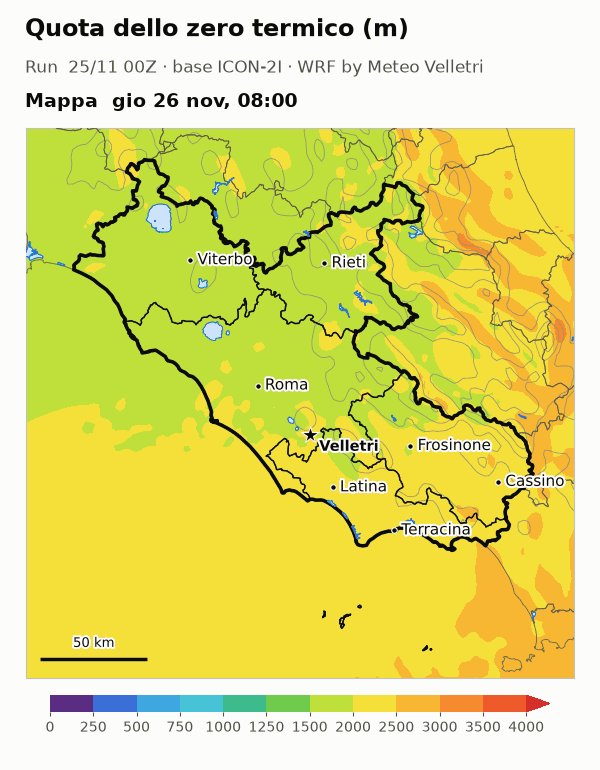 Quota dello zero termico (m)
Run  25/11 00Z · base ICON-2I · WRF by Meteo Velletri
Mappa  gio 26 nov, 08:00
Viterbo
Rieti
Roma
Velletri
Frosinone
Latina
Cassino
Terracina
50 km
0 250 500 750 1000 1250 1500 2000 2500 3000 3500 4000